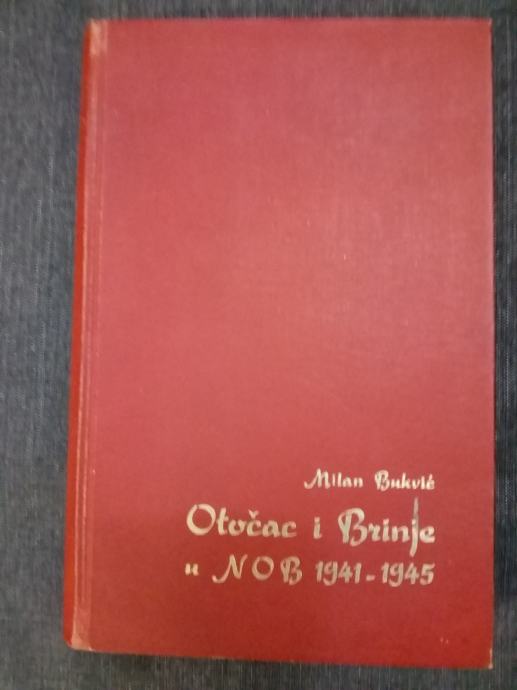 Milan Bukvić
Otočac i Brinje
u NOB 1941-1945